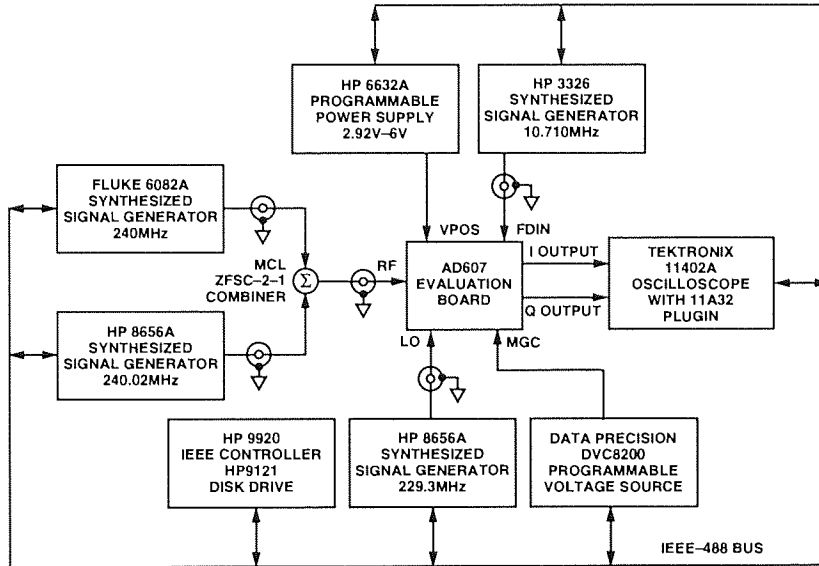 HP 6632A
PROGRAMMABLE
POWER SUPPLY
2.92V–6V
HP 3326
SYNTHESIZED
SIGNAL GENERATOR
10.710MHz
FLUKE 6082A
SYNTHESIZED
SIGNAL GENERATOR
240MHz
VPOS
FDIN
MCL
ZFSC–2–1
COMBINER
Σ
RF
AD607
EVALUATION
BOARD
I OUTPUT
Q OUTPUT
TEKTRONIX
11402A
OSCILLOSCOPE
WITH 11A32
PLUGIN
HP 8656A
SYNTHESIZED
SIGNAL GENERATOR
240.02MHz
LO
MGC
HP 9920
IEEE CONTROLLER
HP9121
DISK DRIVE
HP 8656A
SYNTHESIZED
SIGNAL GENERATOR
229.3MHz
DATA PRECISION
DVC8200
PROGRAMMABLE
VOLTAGE SOURCE
IEEE–488 BUS